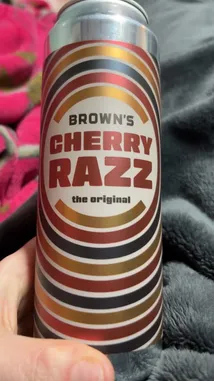 BROWN'S
CHERRY
RAZZ
the original